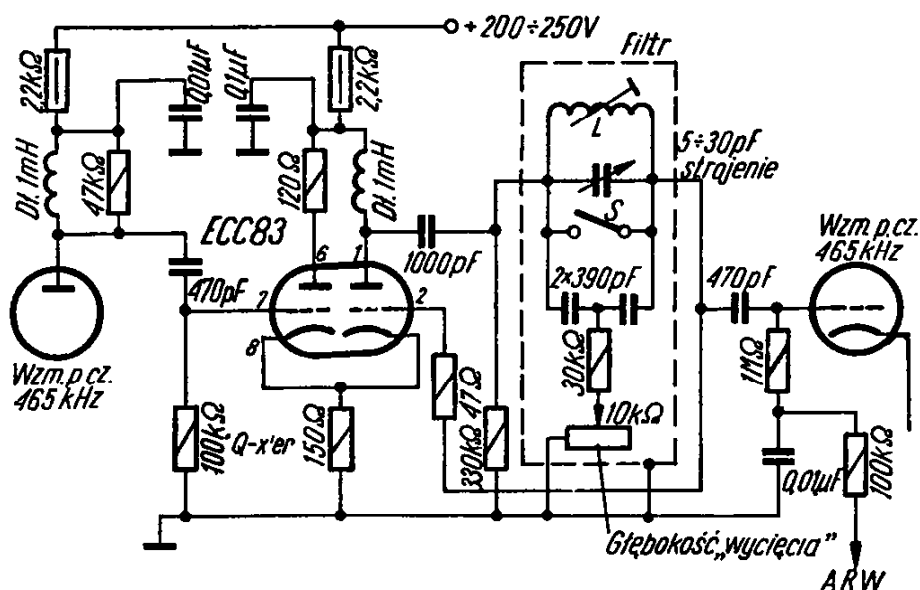 + 200÷250V
Filtr
2,2kΩ
0,01µF
0,1µF
2,2kΩ
L
5÷30pF
strojenie
Dł. 1mH
47kΩ
120Ω
Dł. 1mH
S
ECC83
6
1
1000pF
2×390pF
Wzm. p. cz.
465 kHz
470pF
7
2
470pF
8
30kΩ
1MΩ
Wzm. p. cz.
465 kHz
47Ω
10kΩ
100kΩ
"Q-x'er
150Ω
330kΩ
0,01µF
100kΩ
Głębokość „wycięcia”
ARW